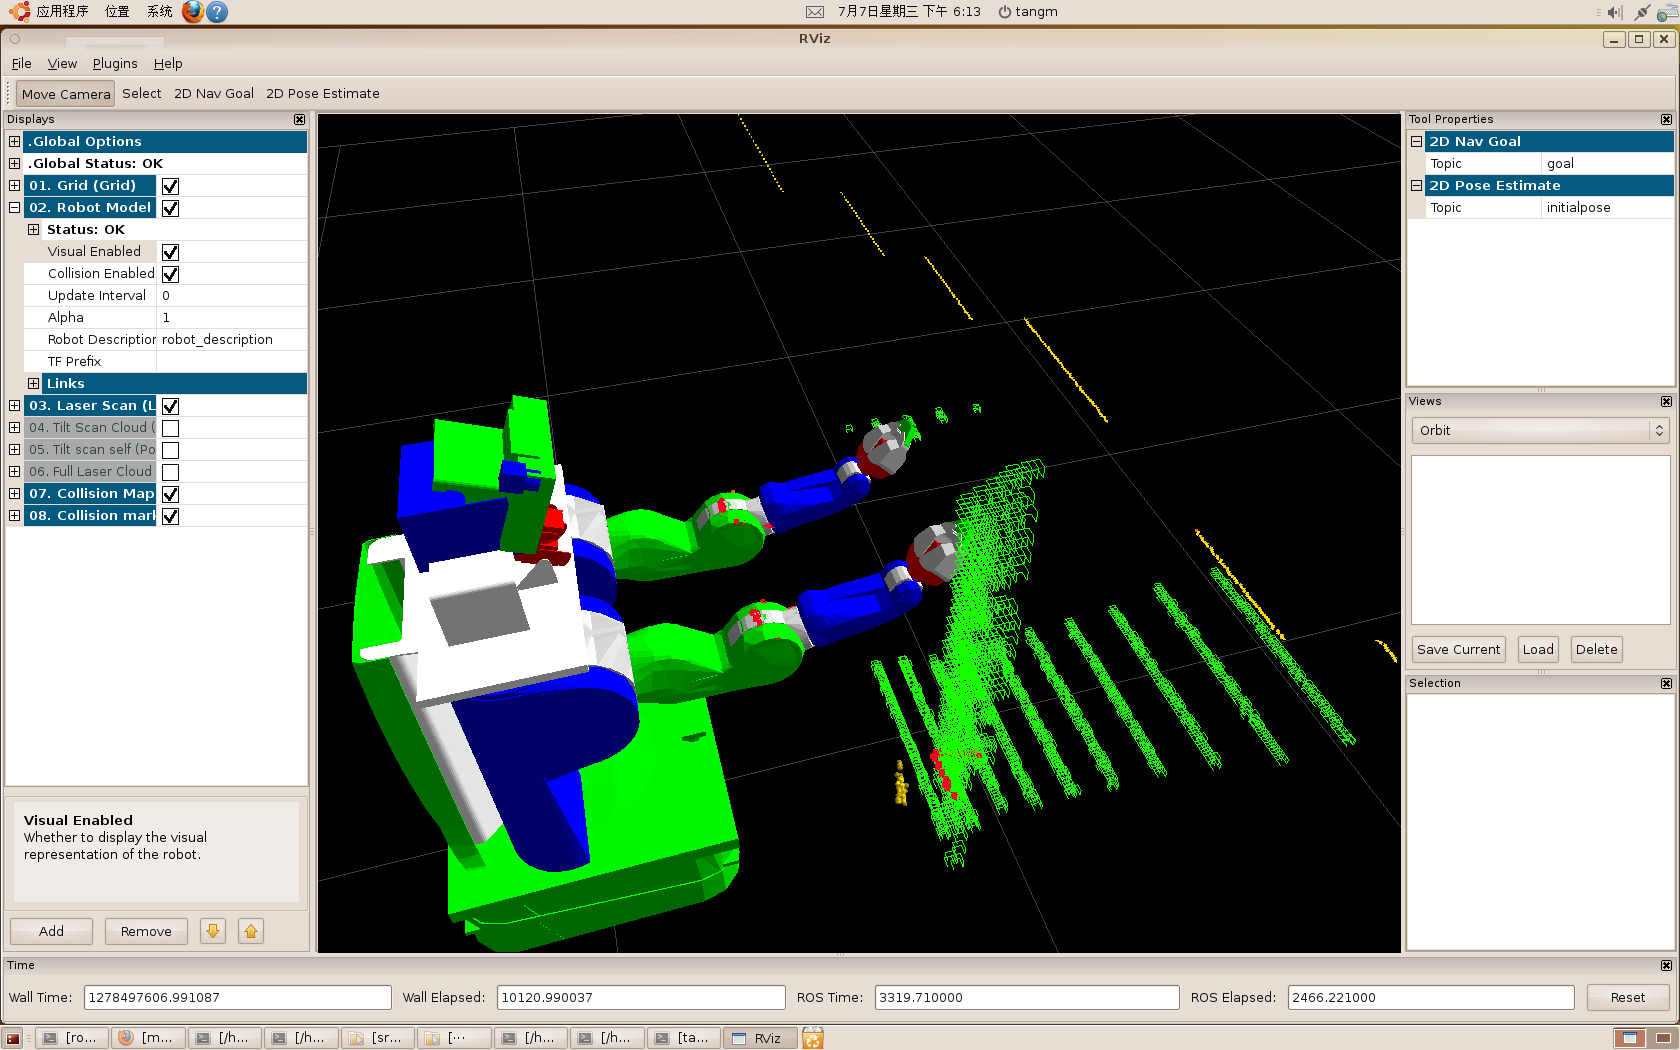 应用程序 位置 系统
7月7日星期三 下午 6:13
tangm
RViz
File View Plugins Help
Move Camera Select 2D Nav Goal 2D Pose Estimate
Displays
.Global Options
.Global Status: OK
01. Grid (Grid)
02. Robot Model
Status: OK
Visual Enabled
Collision Enabled
Update Interval 0
Alpha 1
Robot Description robot_description
TF Prefix
Links
03. Laser Scan (L
04. Tilt Scan Cloud (
05. Tilt scan self (Po
06. Full Laser Cloud
07. Collision Map
08. Collision mark
Visual Enabled
Whether to display the visual
representation of the robot.
Add Remove
Tool Properties
2D Nav Goal
Topic goal
2D Pose Estimate
Topic initialpose
Views
Orbit
Save Current Load Delete
Selection
Time
Wall Time: 1278497606.991087 Wall Elapsed: 10120.990037 ROS Time: 3319.710000 ROS Elapsed: 2466.221000 Reset
[ro... [m... [/h... [/h... [sr... [... [/h... [/h... [ta... RViz